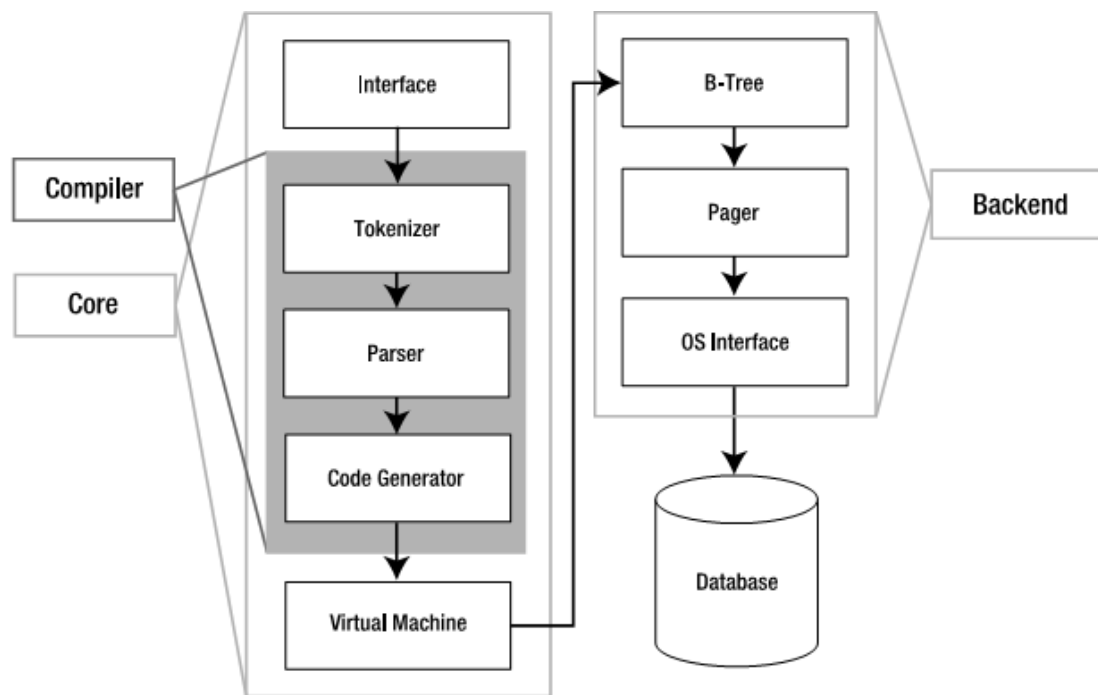 Interface
Compiler
Tokenizer
Core
Parser
Code Generator
Virtual Machine
B-Tree
Pager
Backend
OS Interface
Database